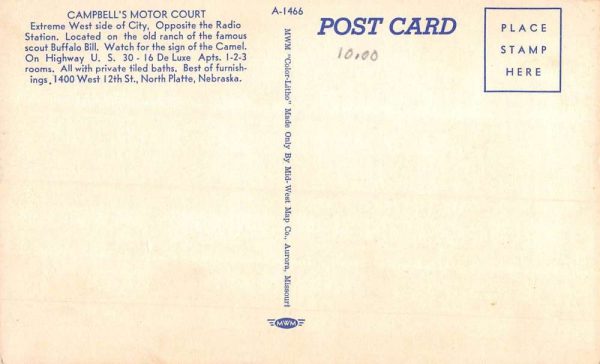 CAMPBELL'S MOTOR COURT
Extreme West side of City, Opposite the Radio
Station. Located on the old ranch of the famous
scout Buffalo Bill. Watch for the sign of the Camel.
On Highway U. S. 30 - 16 De Luxe Apts. 1-2-3
rooms. All with private tiled baths. Best of furnish-
ings. 1400 West 12th St., North Platte, Nebraska.
A-1466
MWM "Color-Litho" Made Only By Mid-West Map Co., Aurora, Missouri
MWM
POST CARD
10.00
PLACE
STAMP
HERE